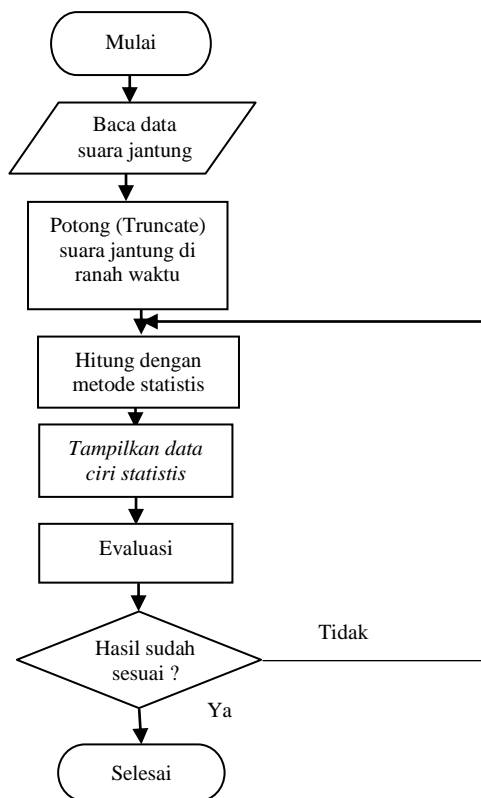 Mulai
Baca data
suara jantung
Potong (Truncate)
suara jantung di
ranah waktu
Hitung dengan
metode statistis
Tampilkan data
ciri statistis
Evaluasi
Hasil sudah
sesuai ?
Tidak
Ya
Selesai